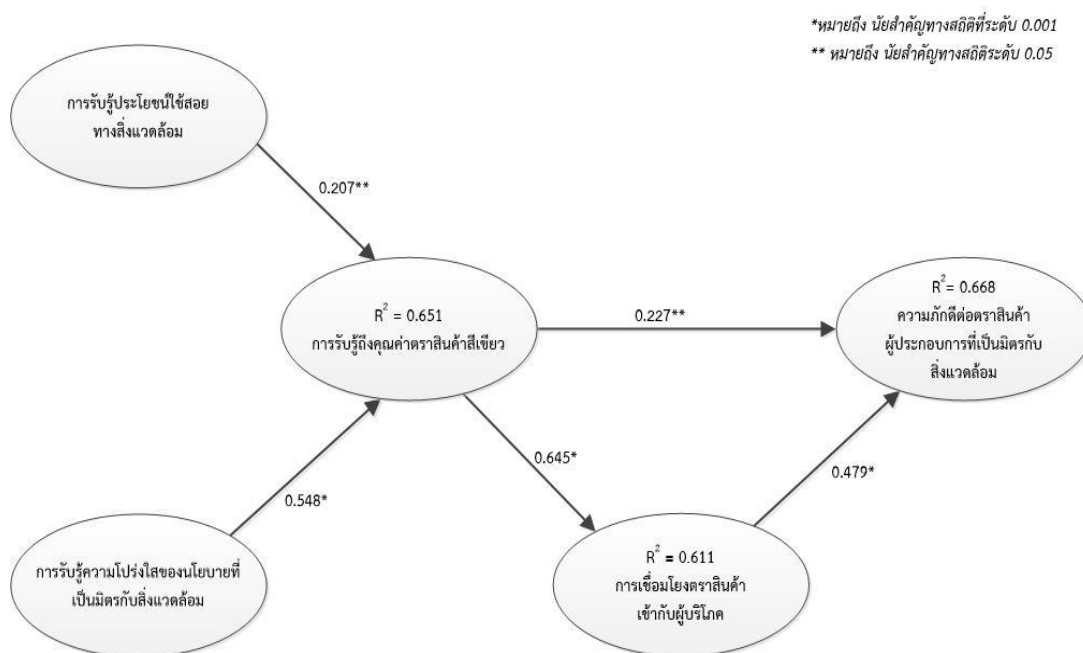 *หมายถึง นัยสำคัญทางสถิติที่ระดับ 0.001
** หมายถึง นัยสำคัญทางสถิติระดับ 0.05
การรับรู้ประโยชน์ใช้สอย
ทางสิ่งแวดล้อม
0.207**
R² = 0.651
การรับรู้ถึงคุณค่าตราสินค้าสีเขียว
0.227**
R² = 0.668
ความภักดีต่อตราสินค้า
ผู้ประกอบการที่เป็นมิตรกับ
สิ่งแวดล้อม
0.548*
0.645*
0.479*
การรับรู้ความโปร่งใสของนโยบายที่
เป็นมิตรกับสิ่งแวดล้อม
R² = 0.611
การเชื่อมโยงตราสินค้า
เข้ากับผู้บริโภค